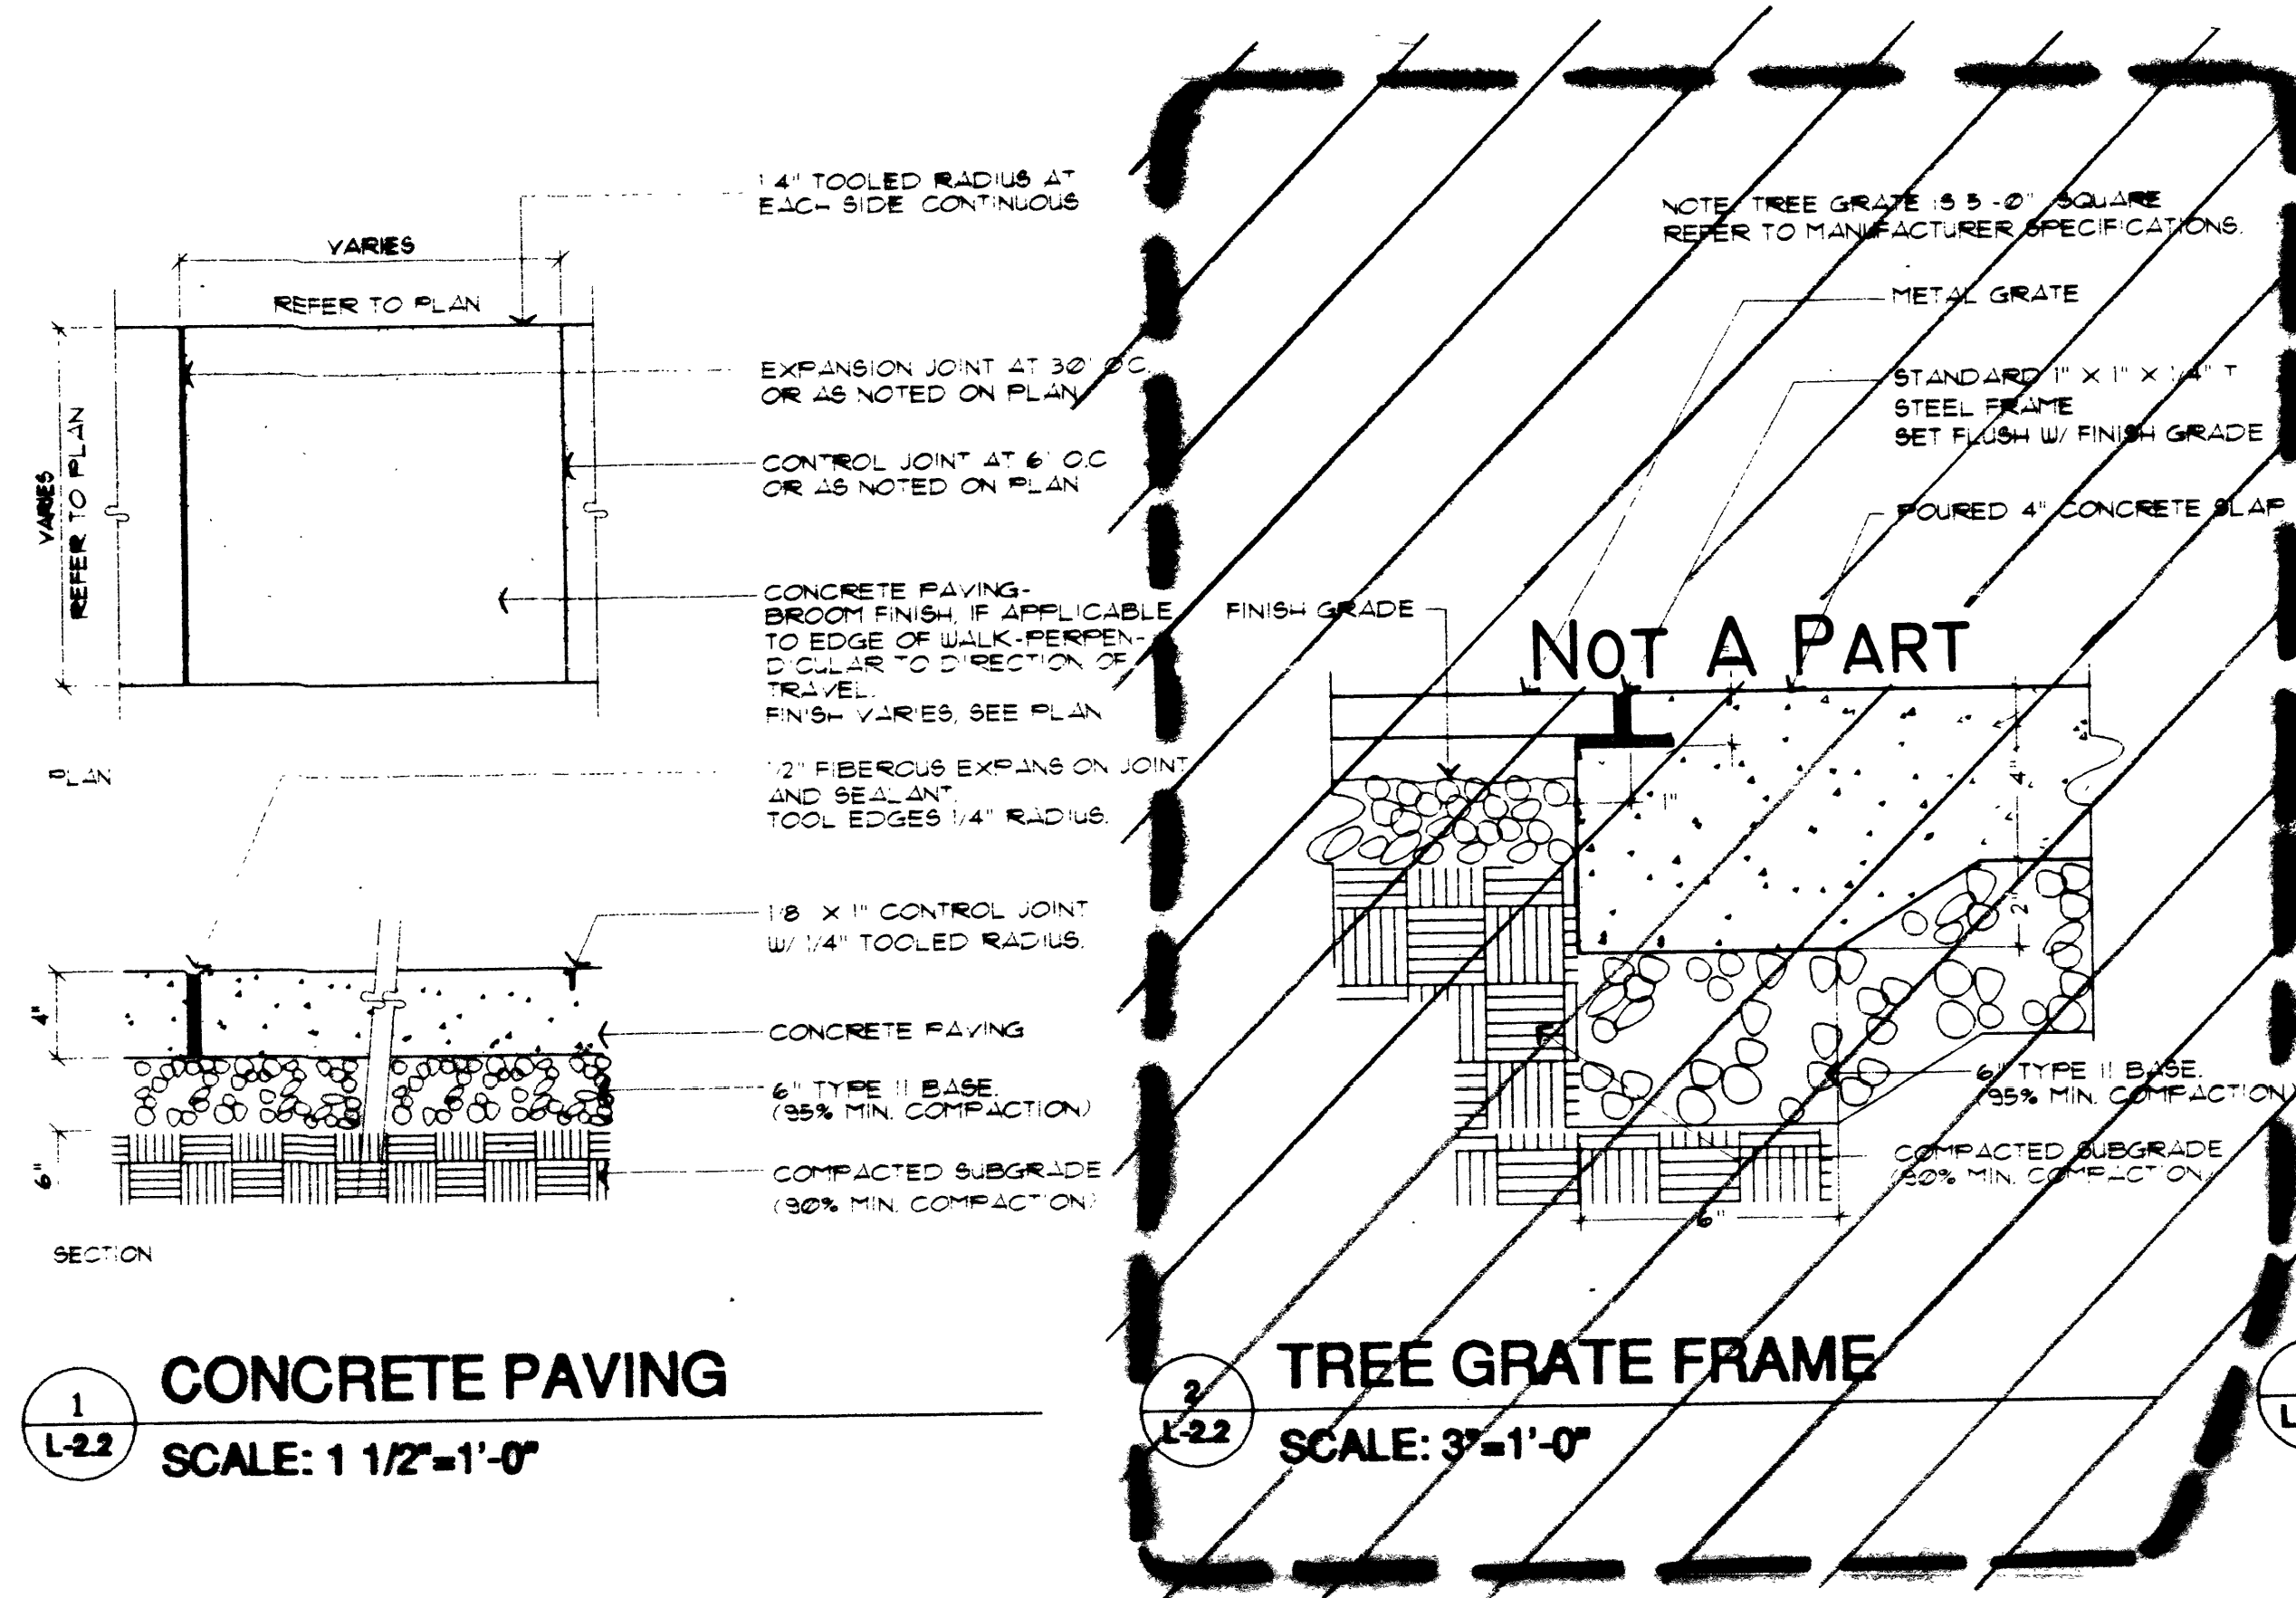 1 4" TOOLED RADIUS AT
EACH SIDE CONTINUOUS
VARIES
REFER TO PLAN
EXPANSION JOINT AT 30' O.C.
OR AS NOTED ON PLAN
VARIES
REFER TO PLAN
CONTROL JOINT AT 6' O.C
OR AS NOTED ON PLAN
CONCRETE PAVING-
BROOM FINISH, IF APPLICABLE
TO EDGE OF WALK-PERPEN-
DICULAR TO DIRECTION OF
TRAVEL.
FINISH VARIES, SEE PLAN
PLAN
1/2" FIBEROUS EXPANSION JOINT
AND SEALANT.
TOOL EDGES 1/4" RADIUS.
1/8 X 1" CONTROL JOINT
W/ 1/4" TOOLED RADIUS.
4"
CONCRETE PAVING
6" TYPE II BASE.
(95% MIN. COMPACTION)
6"
COMPACTED SUBGRADE
(90% MIN. COMPACTION)
SECTION
1
L-2.2
CONCRETE PAVING
SCALE: 1 1/2"=1'-0"
NOTE: TREE GRATE IS 5'-0" SQUARE
REFER TO MANUFACTURER SPECIFICATIONS.
METAL GRATE
STANDARD 1" X 1" X 1/4" T
STEEL FRAME
SET FLUSH W/ FINISH GRADE
POURED 4" CONCRETE SLAP
FINISH GRADE
NOT A PART
4"
1"
2"
6" TYPE II BASE.
(95% MIN. COMPACTION)
COMPACTED SUBGRADE
(90% MIN. COMPACTION)
6"
2
L-2.2
TREE GRATE FRAME
SCALE: 3"=1'-0"
L-